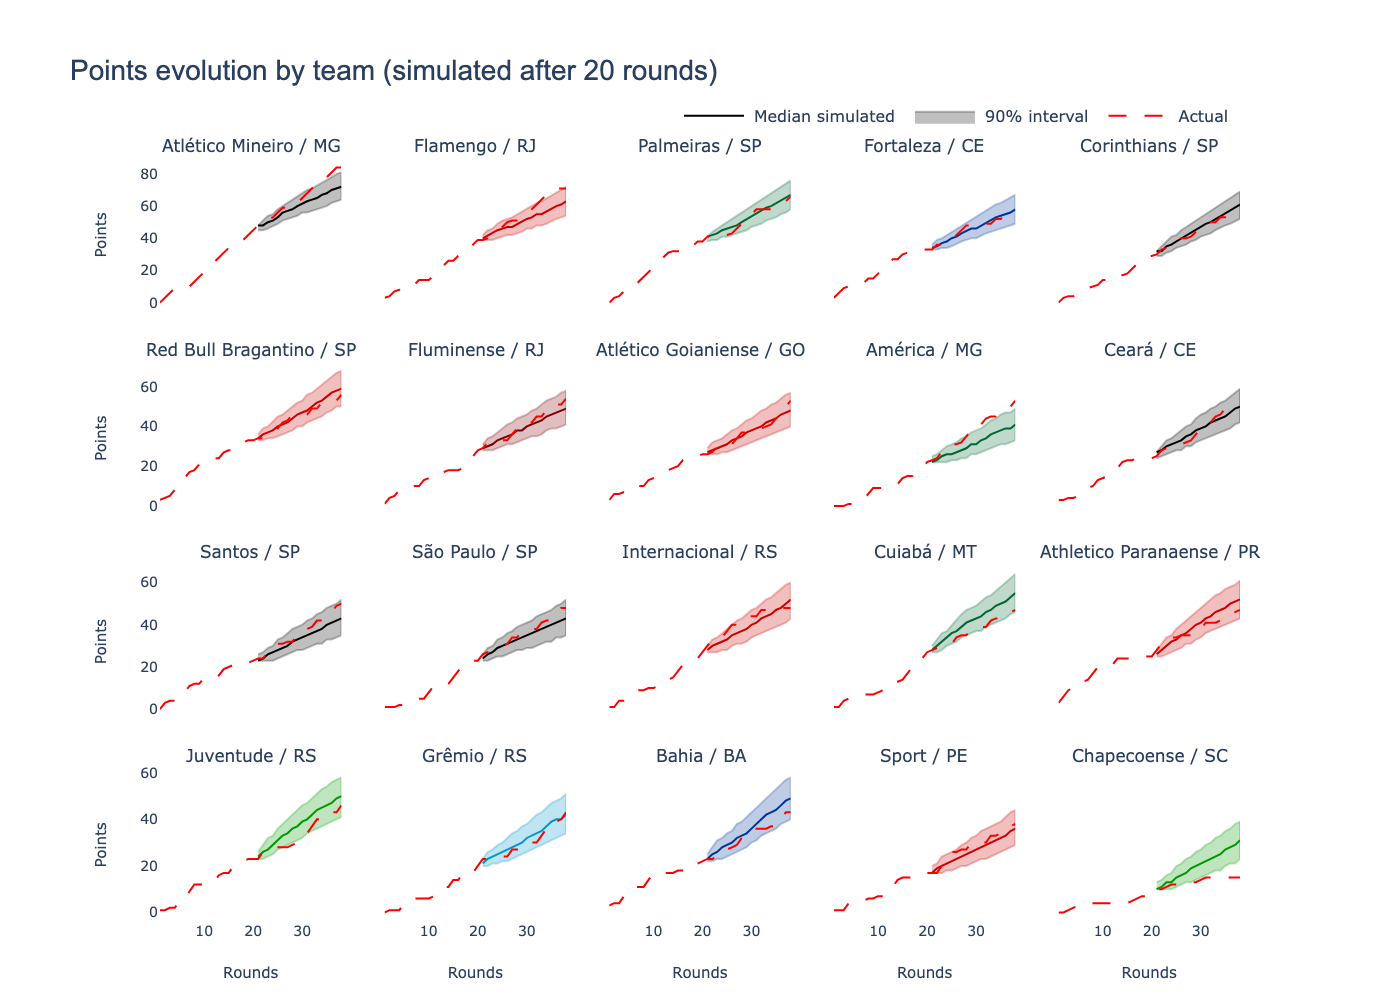 Points evolution by team (simulated after 20 rounds)
Median simulated 90% interval Actual
Atlético Mineiro / MG Flamengo / RJ Palmeiras / SP Fortaleza / CE Corinthians / SP
80
60
40
20
0
Points
Red Bull Bragantino / SP Fluminense / RJ Atlético Goianiense / GO América / MG Ceará / CE
60
40
20
0
Points
Santos / SP São Paulo / SP Internacional / RS Cuiabá / MT Athletico Paranaense / PR
60
40
20
0
Points
Juventude / RS Grêmio / RS Bahia / BA Sport / PE Chapecoense / SC
60
40
20
0
Points
10 20 30 10 20 30 10 20 30 10 20 30 10 20 30
Rounds Rounds Rounds Rounds Rounds